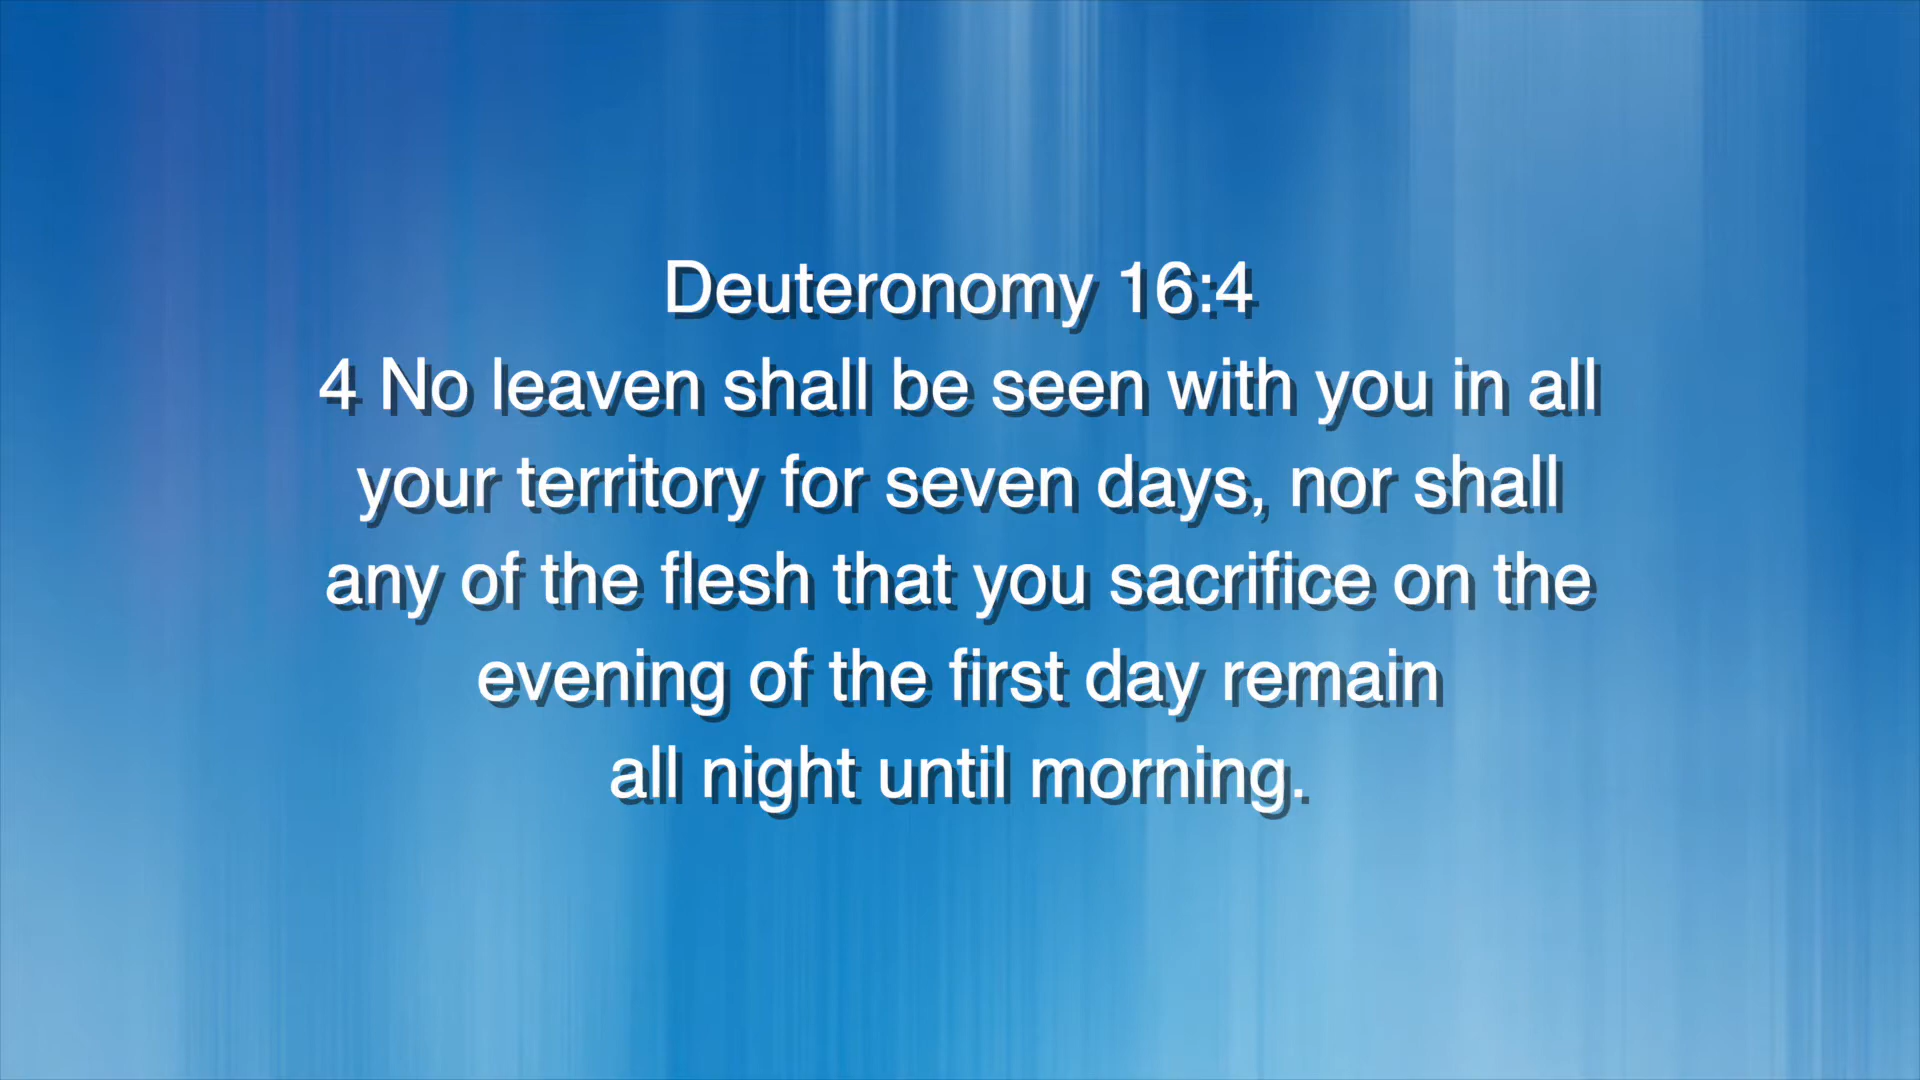 Deuteronomy 16:4
4 No leaven shall be seen with you in all
your territory for seven days, nor shall
any of the flesh that you sacrifice on the
evening of the first day remain
all night until morning.